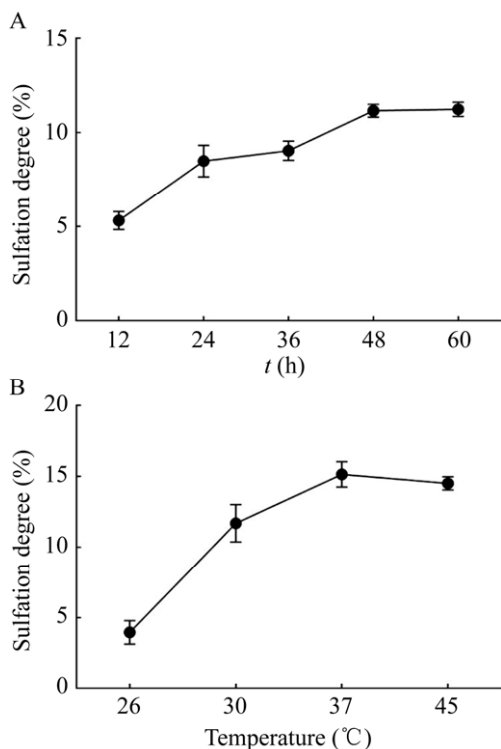 A
15
10
5
0
Sulfation degree (%)
12 24 36 48 60
t (h)
B
20
15
10
5
0
Sulfation degree (%)
26 30 37 45
Temperature (℃)